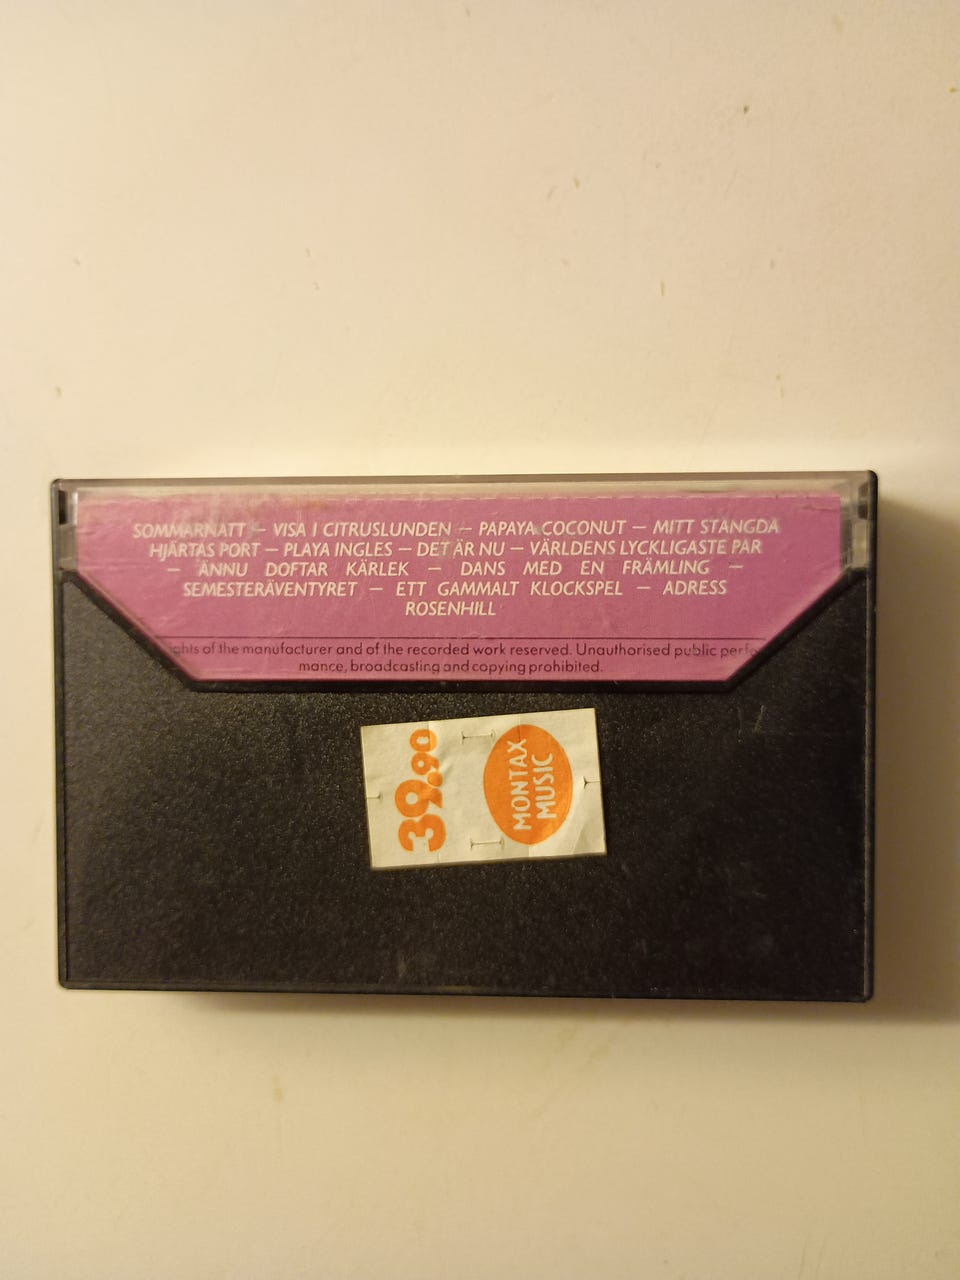 SOMMARNATT – VISA I CITRUSLUNDEN – PAPAYA COCONUT – MITT STÄNGDA
HJÄRTAS PORT – PLAYA INGLES – DET ÄR NU – VÄRLDENS LYCKLIGASTE PAR
– ÄNNU DOFTAR KÄRLEK – DANS MED EN FRÄMLING –
SEMESTERÄVENTYRET – ETT GAMMALT KLOCKSPEL – ADRESS
ROSENHILL
ghts of the manufacturer and of the recorded work reserved. Unauthorised public perfo
mance, broadcasting and copying prohibited.
39.90
MONTAX
MUSIC